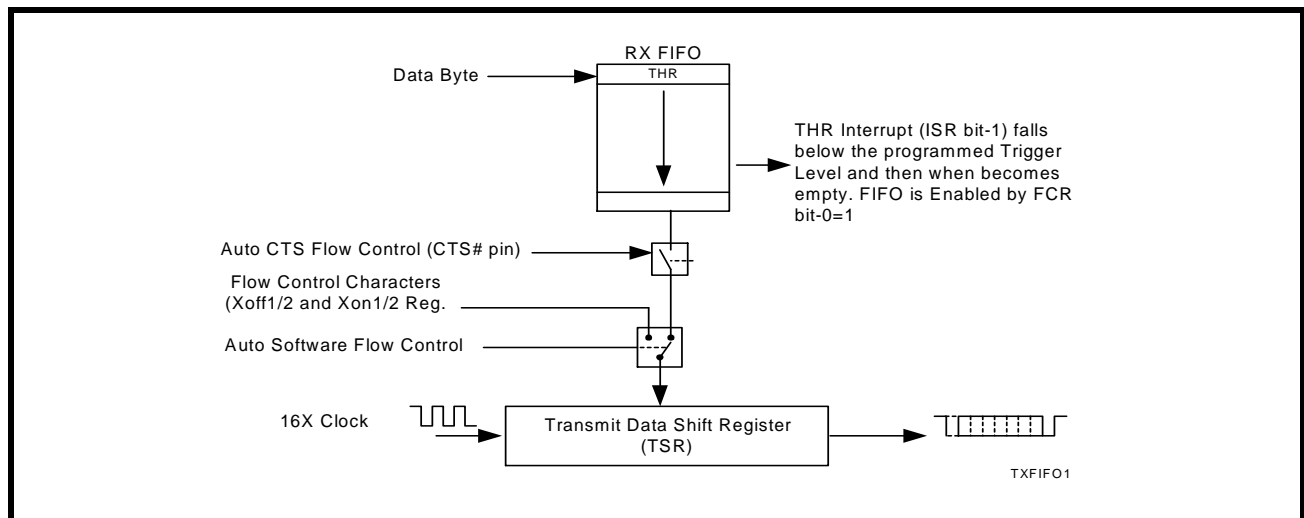 RX FIFO
Data Byte
THR
THR Interrupt (ISR bit-1) falls
below the programmed Trigger
Level and then when becomes
empty. FIFO is Enabled by FCR
bit-0=1
Auto CTS Flow Control (CTS# pin)
Flow Control Characters
(Xoff1/2 and Xon1/2 Reg.
Auto Software Flow Control
16X Clock
Transmit Data Shift Register
(TSR)
TXFIFO1